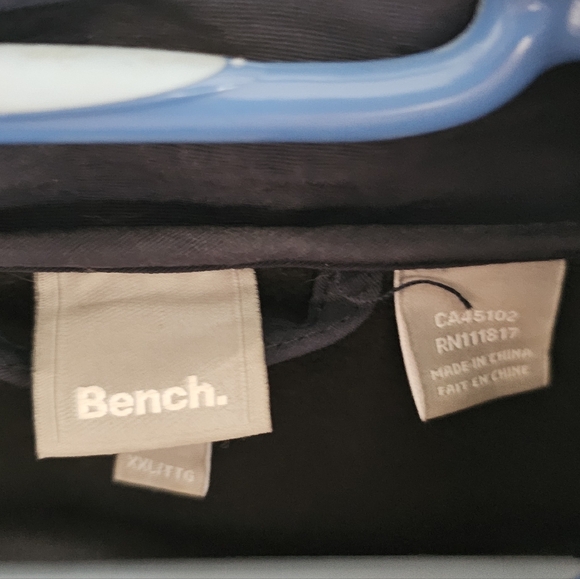 Bench.
XXL/TTG
CA45102
RN111817
MADE IN CHINA
FAIT EN CHINE